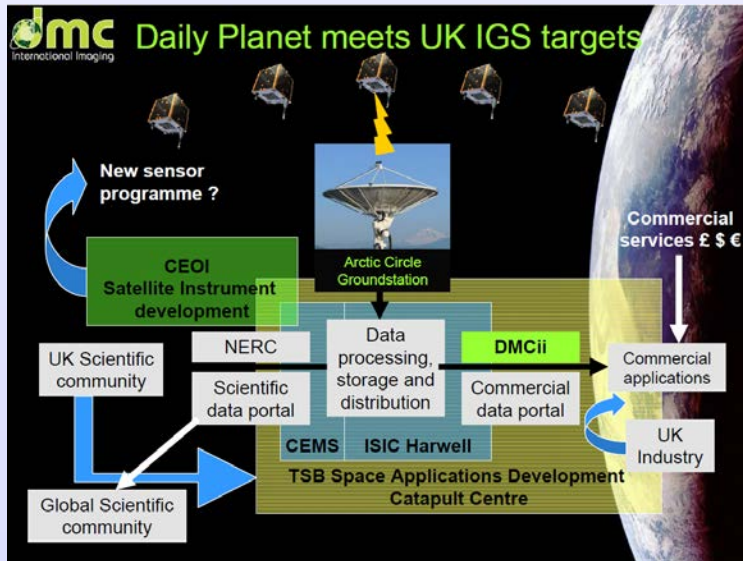 dmc
International Imaging
Daily Planet meets UK IGS targets
New sensor
programme ?
Commercial
services £ $ €
Arctic Circle
Groundstation
CEOI
Satellite Instrument
development
NERC
Data
processing,
storage and
distribution
DMCii
Commercial
applications
UK Scientific
community
Scientific
data portal
Commercial
data portal
CEMS
ISIC Harwell
UK
Industry
TSB Space Applications Development
Catapult Centre
Global Scientific
community